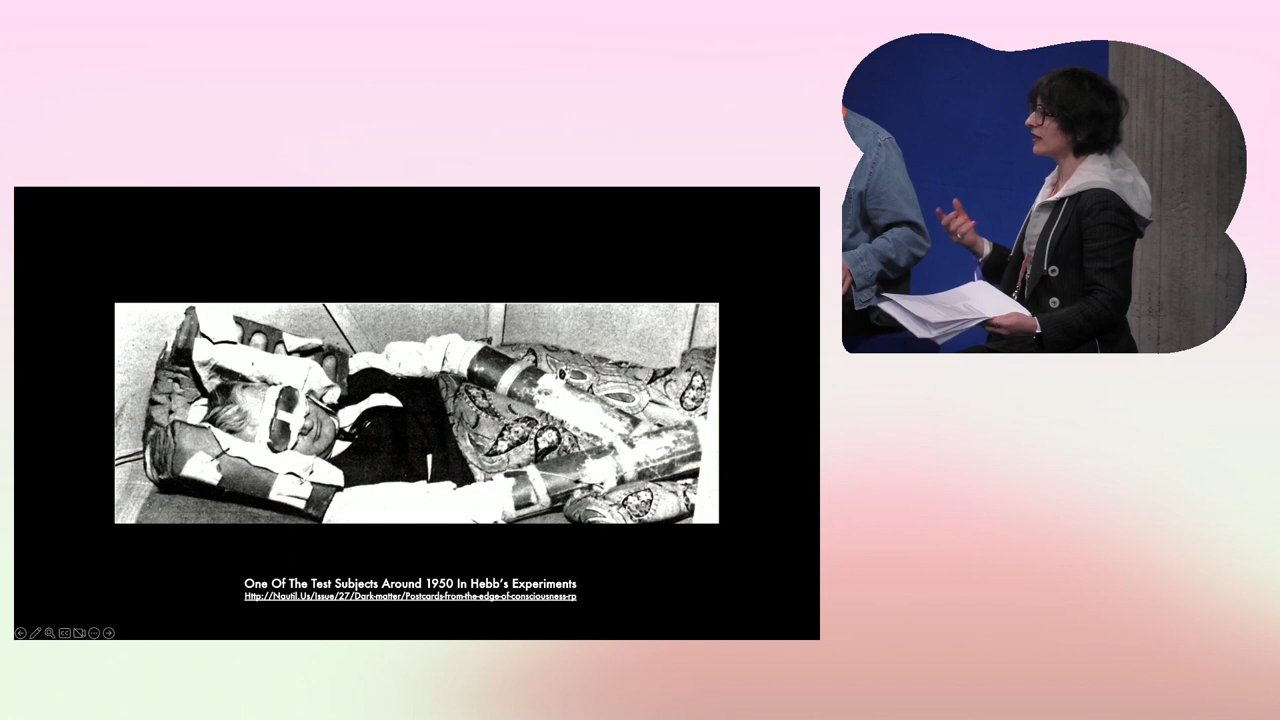 One Of The Test Subjects Around 1950 In Hebb's Experiments
Http://Nautil.Us/Issue/27/Dark-matter/Postcards-from-the-edge-of-consciousness-rp
CC